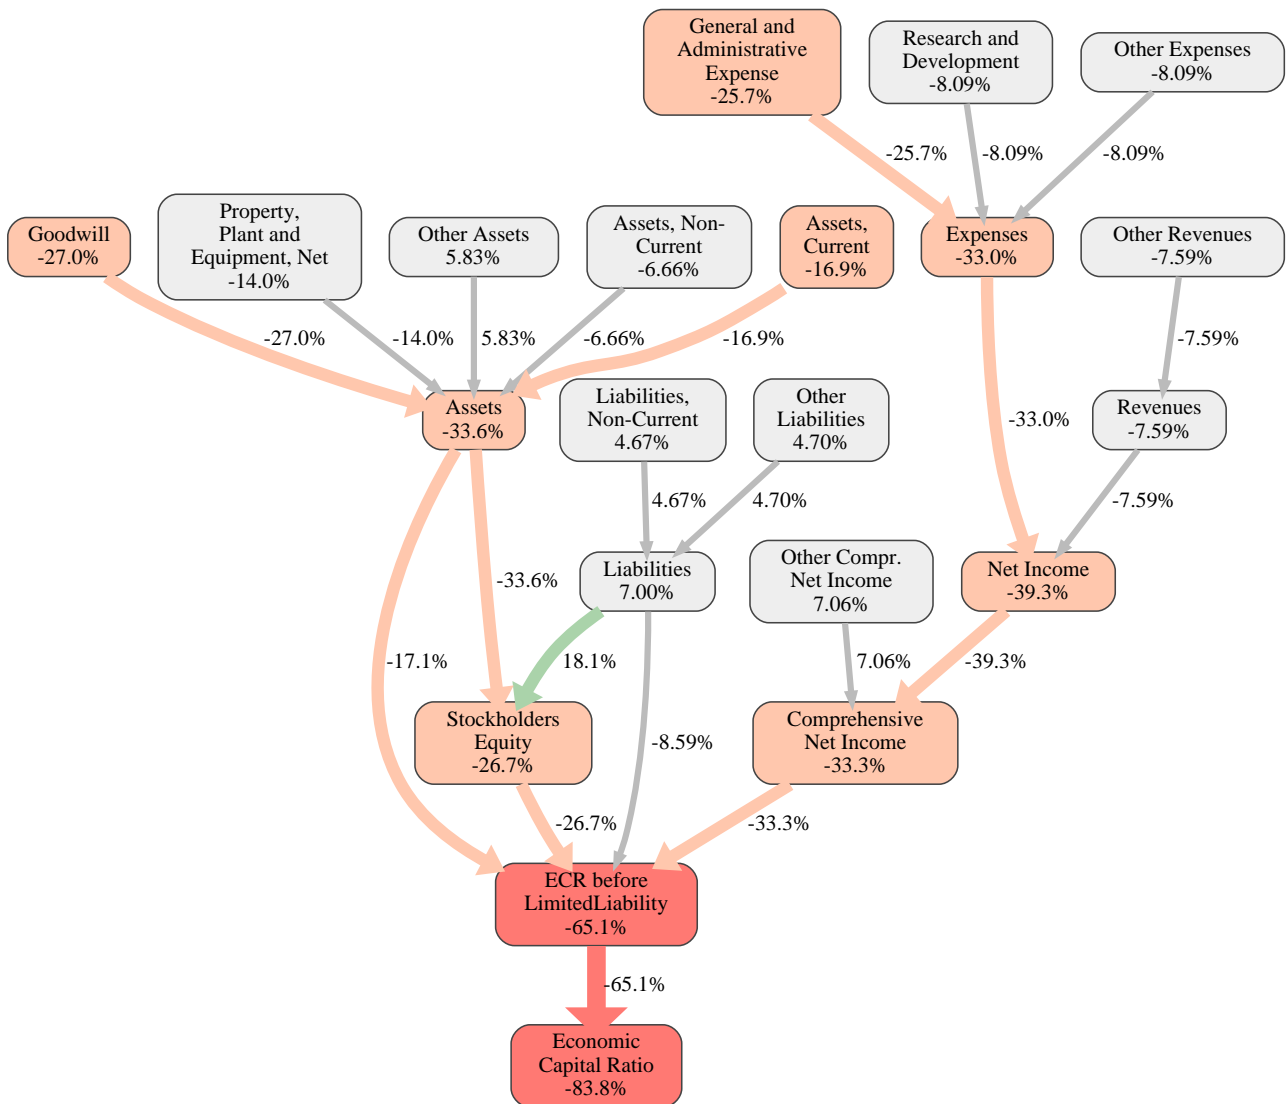 General and
Administrative
Expense
-25.7%
Research and
Development
-8.09%
Other Expenses
-8.09%
-25.7%
-8.09%
-8.09%
Goodwill
-27.0%
Property,
Plant and
Equipment, Net
-14.0%
Other Assets
5.83%
Assets, Non-
Current
-6.66%
Assets,
Current
-16.9%
Expenses
-33.0%
Other Revenues
-7.59%
-27.0%
-14.0%
5.83%
-6.66%
-16.9%
-7.59%
Assets
-33.6%
Liabilities,
Non-Current
4.67%
Other
Liabilities
4.70%
-33.0%
Revenues
-7.59%
4.67%
4.70%
-7.59%
-33.6%
Liabilities
7.00%
Other Compr.
Net Income
7.06%
Net Income
-39.3%
-17.1%
18.1%
7.06%
-39.3%
Stockholders
Equity
-26.7%
-8.59%
Comprehensive
Net Income
-33.3%
-26.7%
-33.3%
ECR before
LimitedLiability
-65.1%
-65.1%
Economic
Capital Ratio
-83.8%